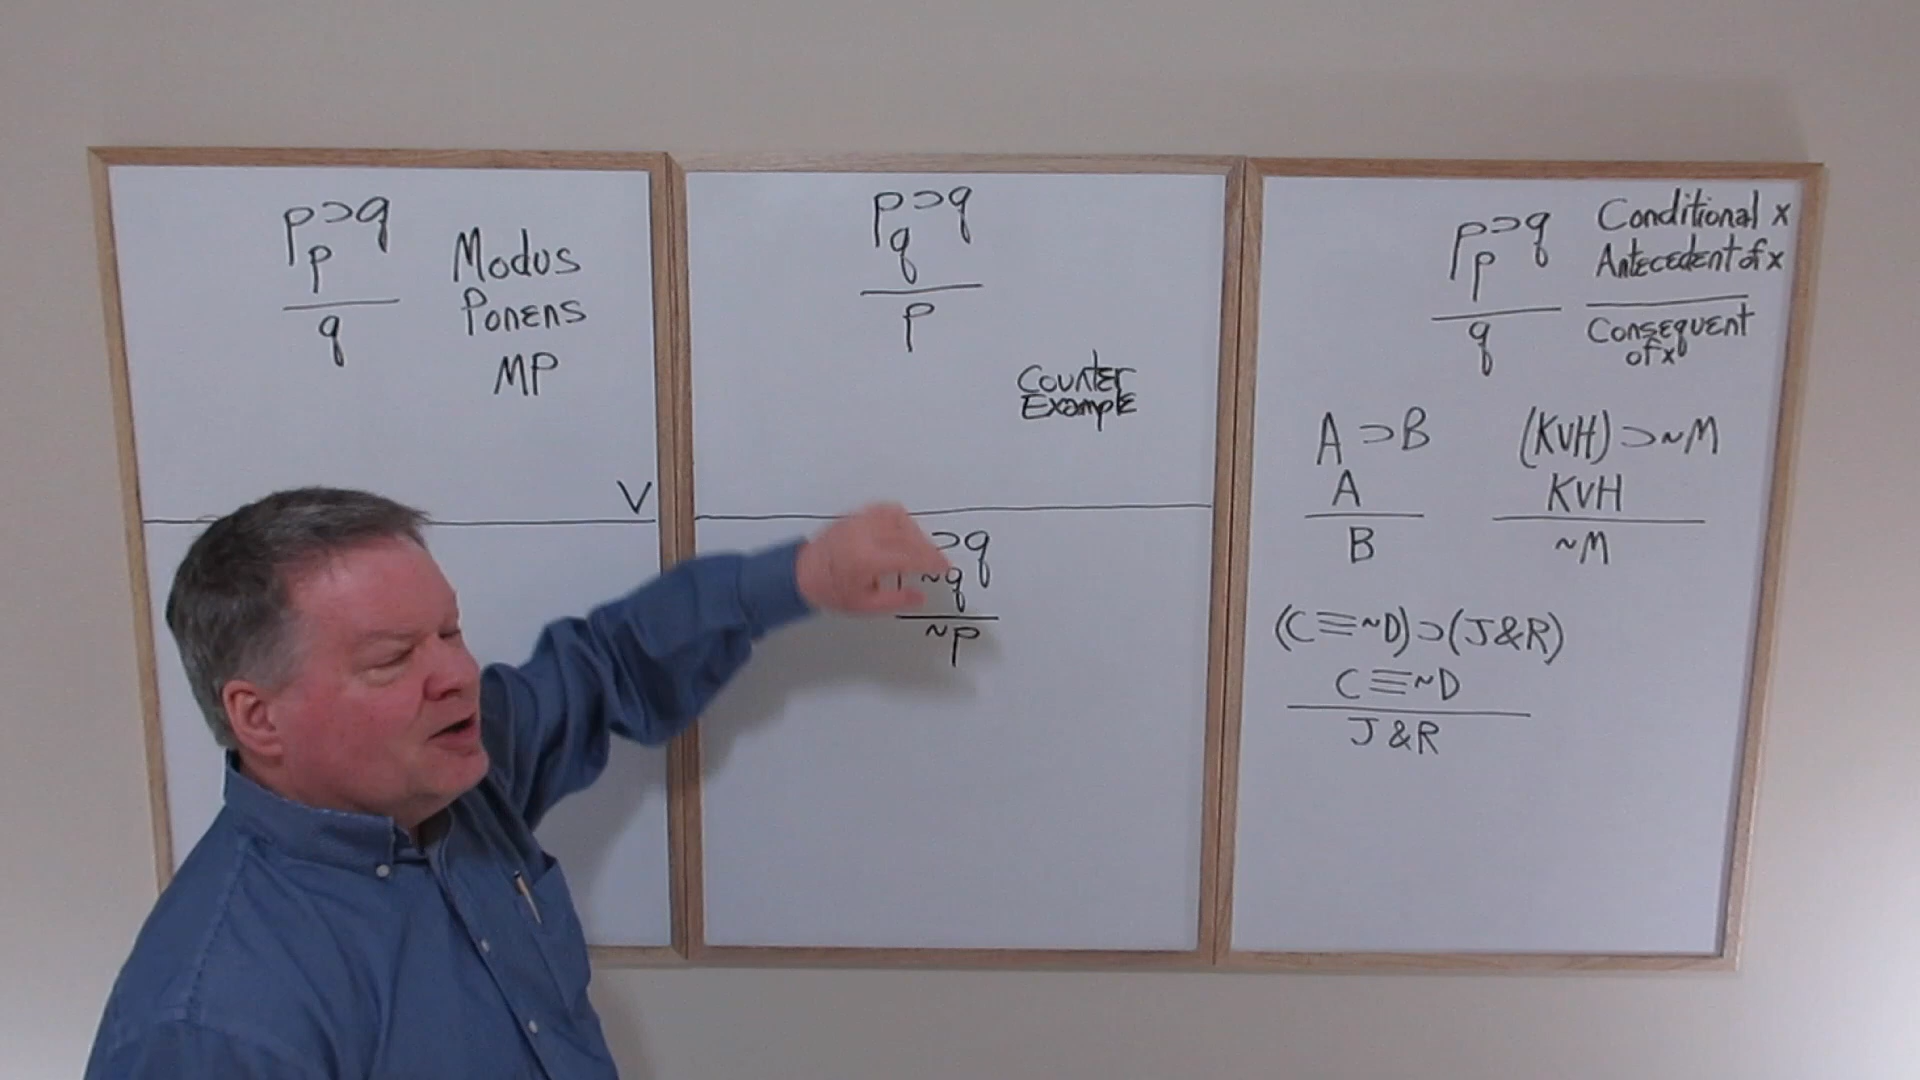 p⊃q
p
q
Modus
Ponens
MP
V
p⊃q
q
p
Counter
Example
⊃q
~q
~p
p⊃q
p
q
Conditional x
Antecedent of x
Consequent
of x
A⊃B
A
B
(KvH)⊃~M
KvH
~M
(C≡~D)⊃(J&R)
C≡~D
J&R